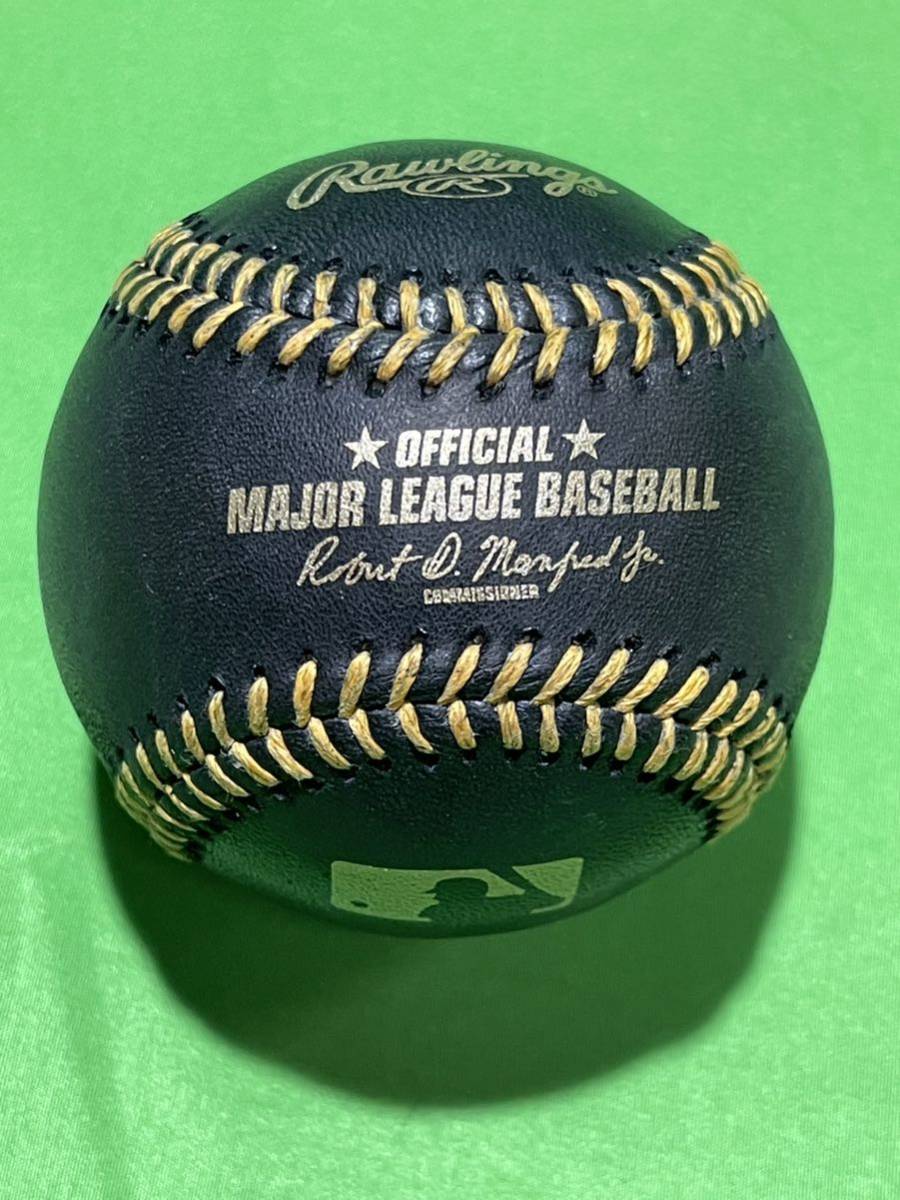 Rawlings®
R
★ OFFICIAL ★
MAJOR LEAGUE BASEBALL
Robert D. Manfred Jr.
COMMISSIONER